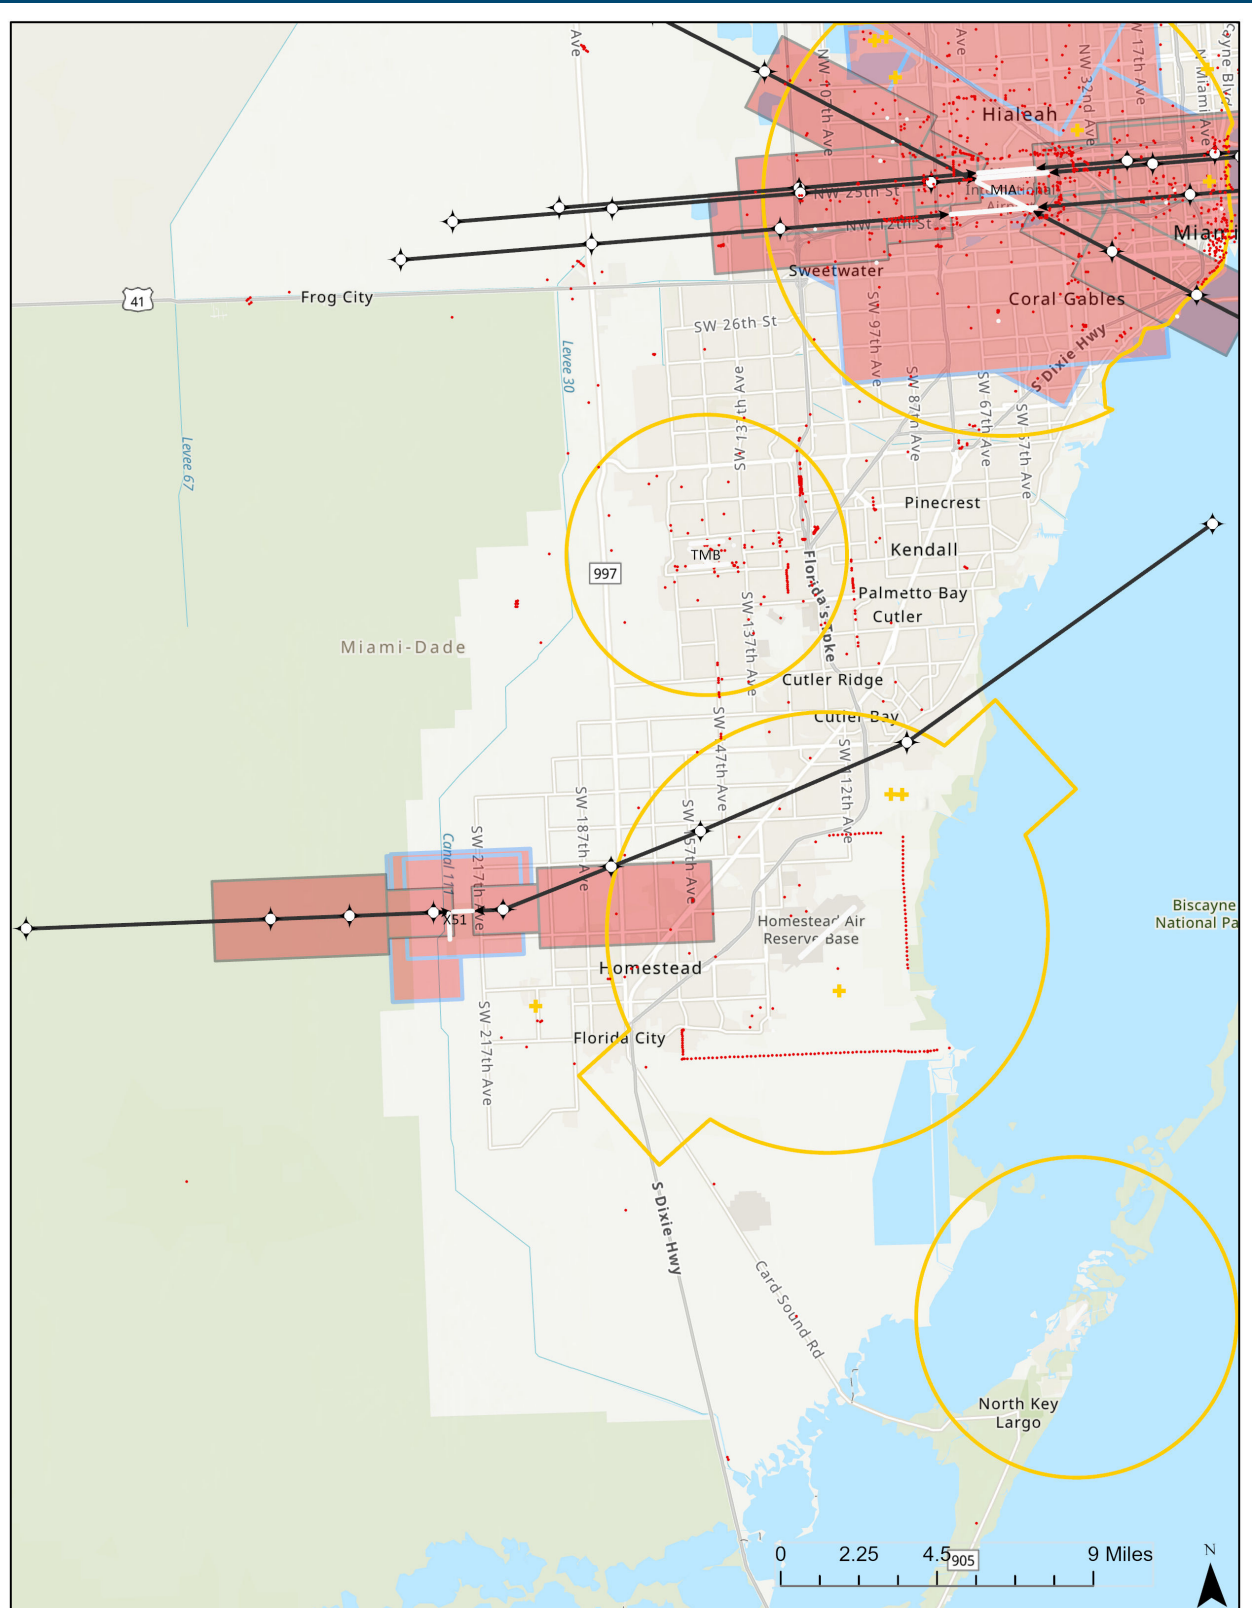 Ave
NW 107th Ave
Ave
NW 32nd Ave
W 17th Ave
N Miami Ave
cayne Blvd
Hialeah
NW 25th St
International
Airport
MIA
NW 12th St
Miami
Sweetwater
Coral Gables
41
Frog City
SW 26th St
SW 97th Ave
S Dixie Hwy
Levee 30
SW 137th Ave
SW 87th Ave
SW 67th Ave
SW 57th Ave
Levee 67
Pinecrest
TMB
Kendall
997
Florida's Tpke
Palmetto Bay
Cutler
SW 137th Ave
Miami-Dade
Cutler Ridge
Cutler Bay
SW 147th Ave
SW 112th Ave
SW 187th Ave
SW 157th Ave
Canal 111
SW 217th Ave
X51
Homestead Air
Reserve Base
Biscayne
National Pa
Homestead
SW 217th Ave
Florida City
S Dixie Hwy
Card Sound Rd
North Key
Largo
0 2.25 4.5 9 Miles
905
N